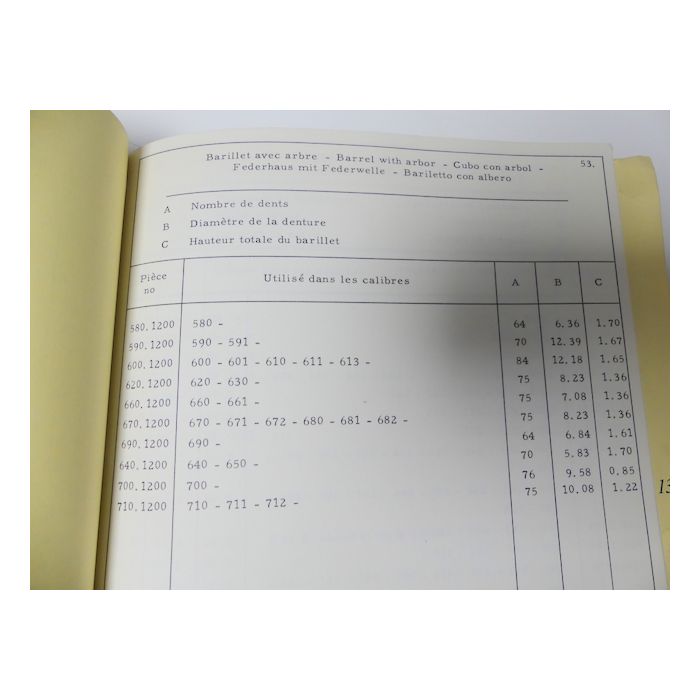 Barillet avec arbre - Barrel with arbor - Cubo con arbol - 53.
Federhaus mit Federwelle - Bariletto con albero
A Nombre de dents
B Diamètre de la denture
C Hauteur totale du barillet
Pièce no Utilisé dans les calibres A B C
580.1200 580 - 64 6.36 1.70
590.1200 590 - 591 - 70 12.39 1.67
600.1200 600 - 601 - 610 - 611 - 613 - 84 12.18 1.65
620.1200 620 - 630 - 75 8.23 1.36
660.1200 660 - 661 - 75 7.08 1.36
670.1200 670 - 671 - 672 - 680 - 681 - 682 - 75 8.23 1.36
690.1200 690 - 64 6.84 1.61
640.1200 640 - 650 - 70 5.83 1.70
700.1200 700 - 76 9.58 0.85
710.1200 710 - 711 - 712 - 75 10.08 1.22